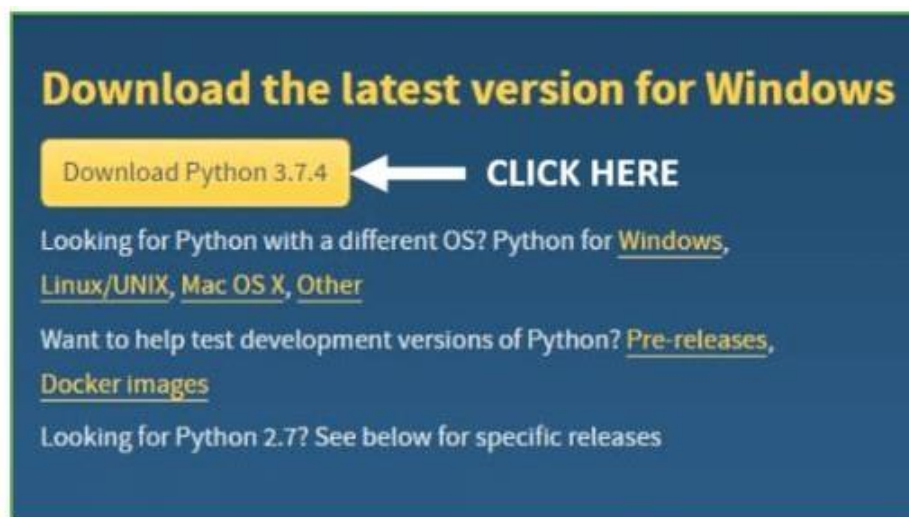 Download the latest version for Windows
Download Python 3.7.4
CLICK HERE
Looking for Python with a different OS? Python for Windows,
Linux/UNIX, Mac OS X, Other
Want to help test development versions of Python? Pre-releases,
Docker images
Looking for Python 2.7? See below for specific releases